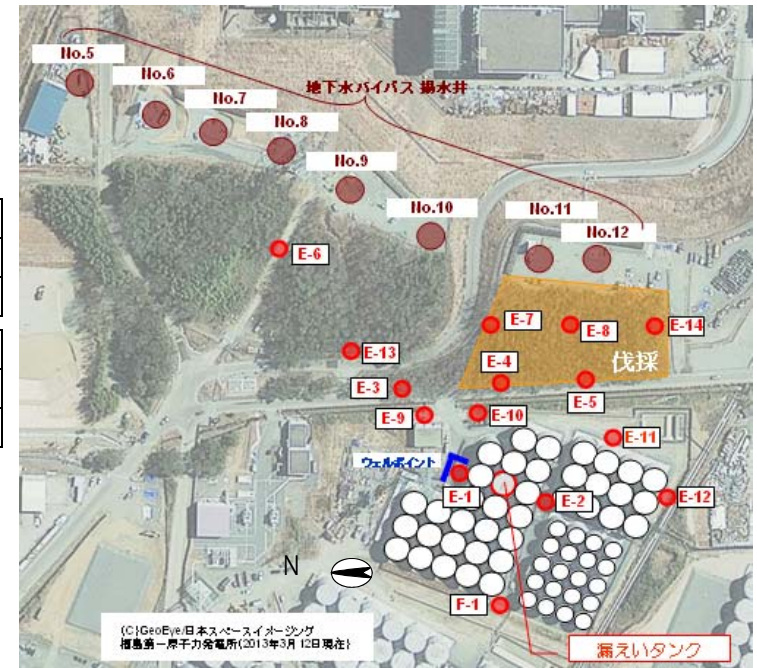 No.5
No.6
No.7
No.8
No.9
No.10
No.11
No.12
地下水バイパス 揚水井
E-6
E-7
E-8
E-14
伐採
E-13
E-4
E-3
E-5
E-9
E-10
E-11
ウェルポイント
E-1
E-2
E-12
N
F-1
(C)GeoEye/日本スペースイメージング
福島第一原子力発電所(2013年3月12日現在)
漏えいタンク